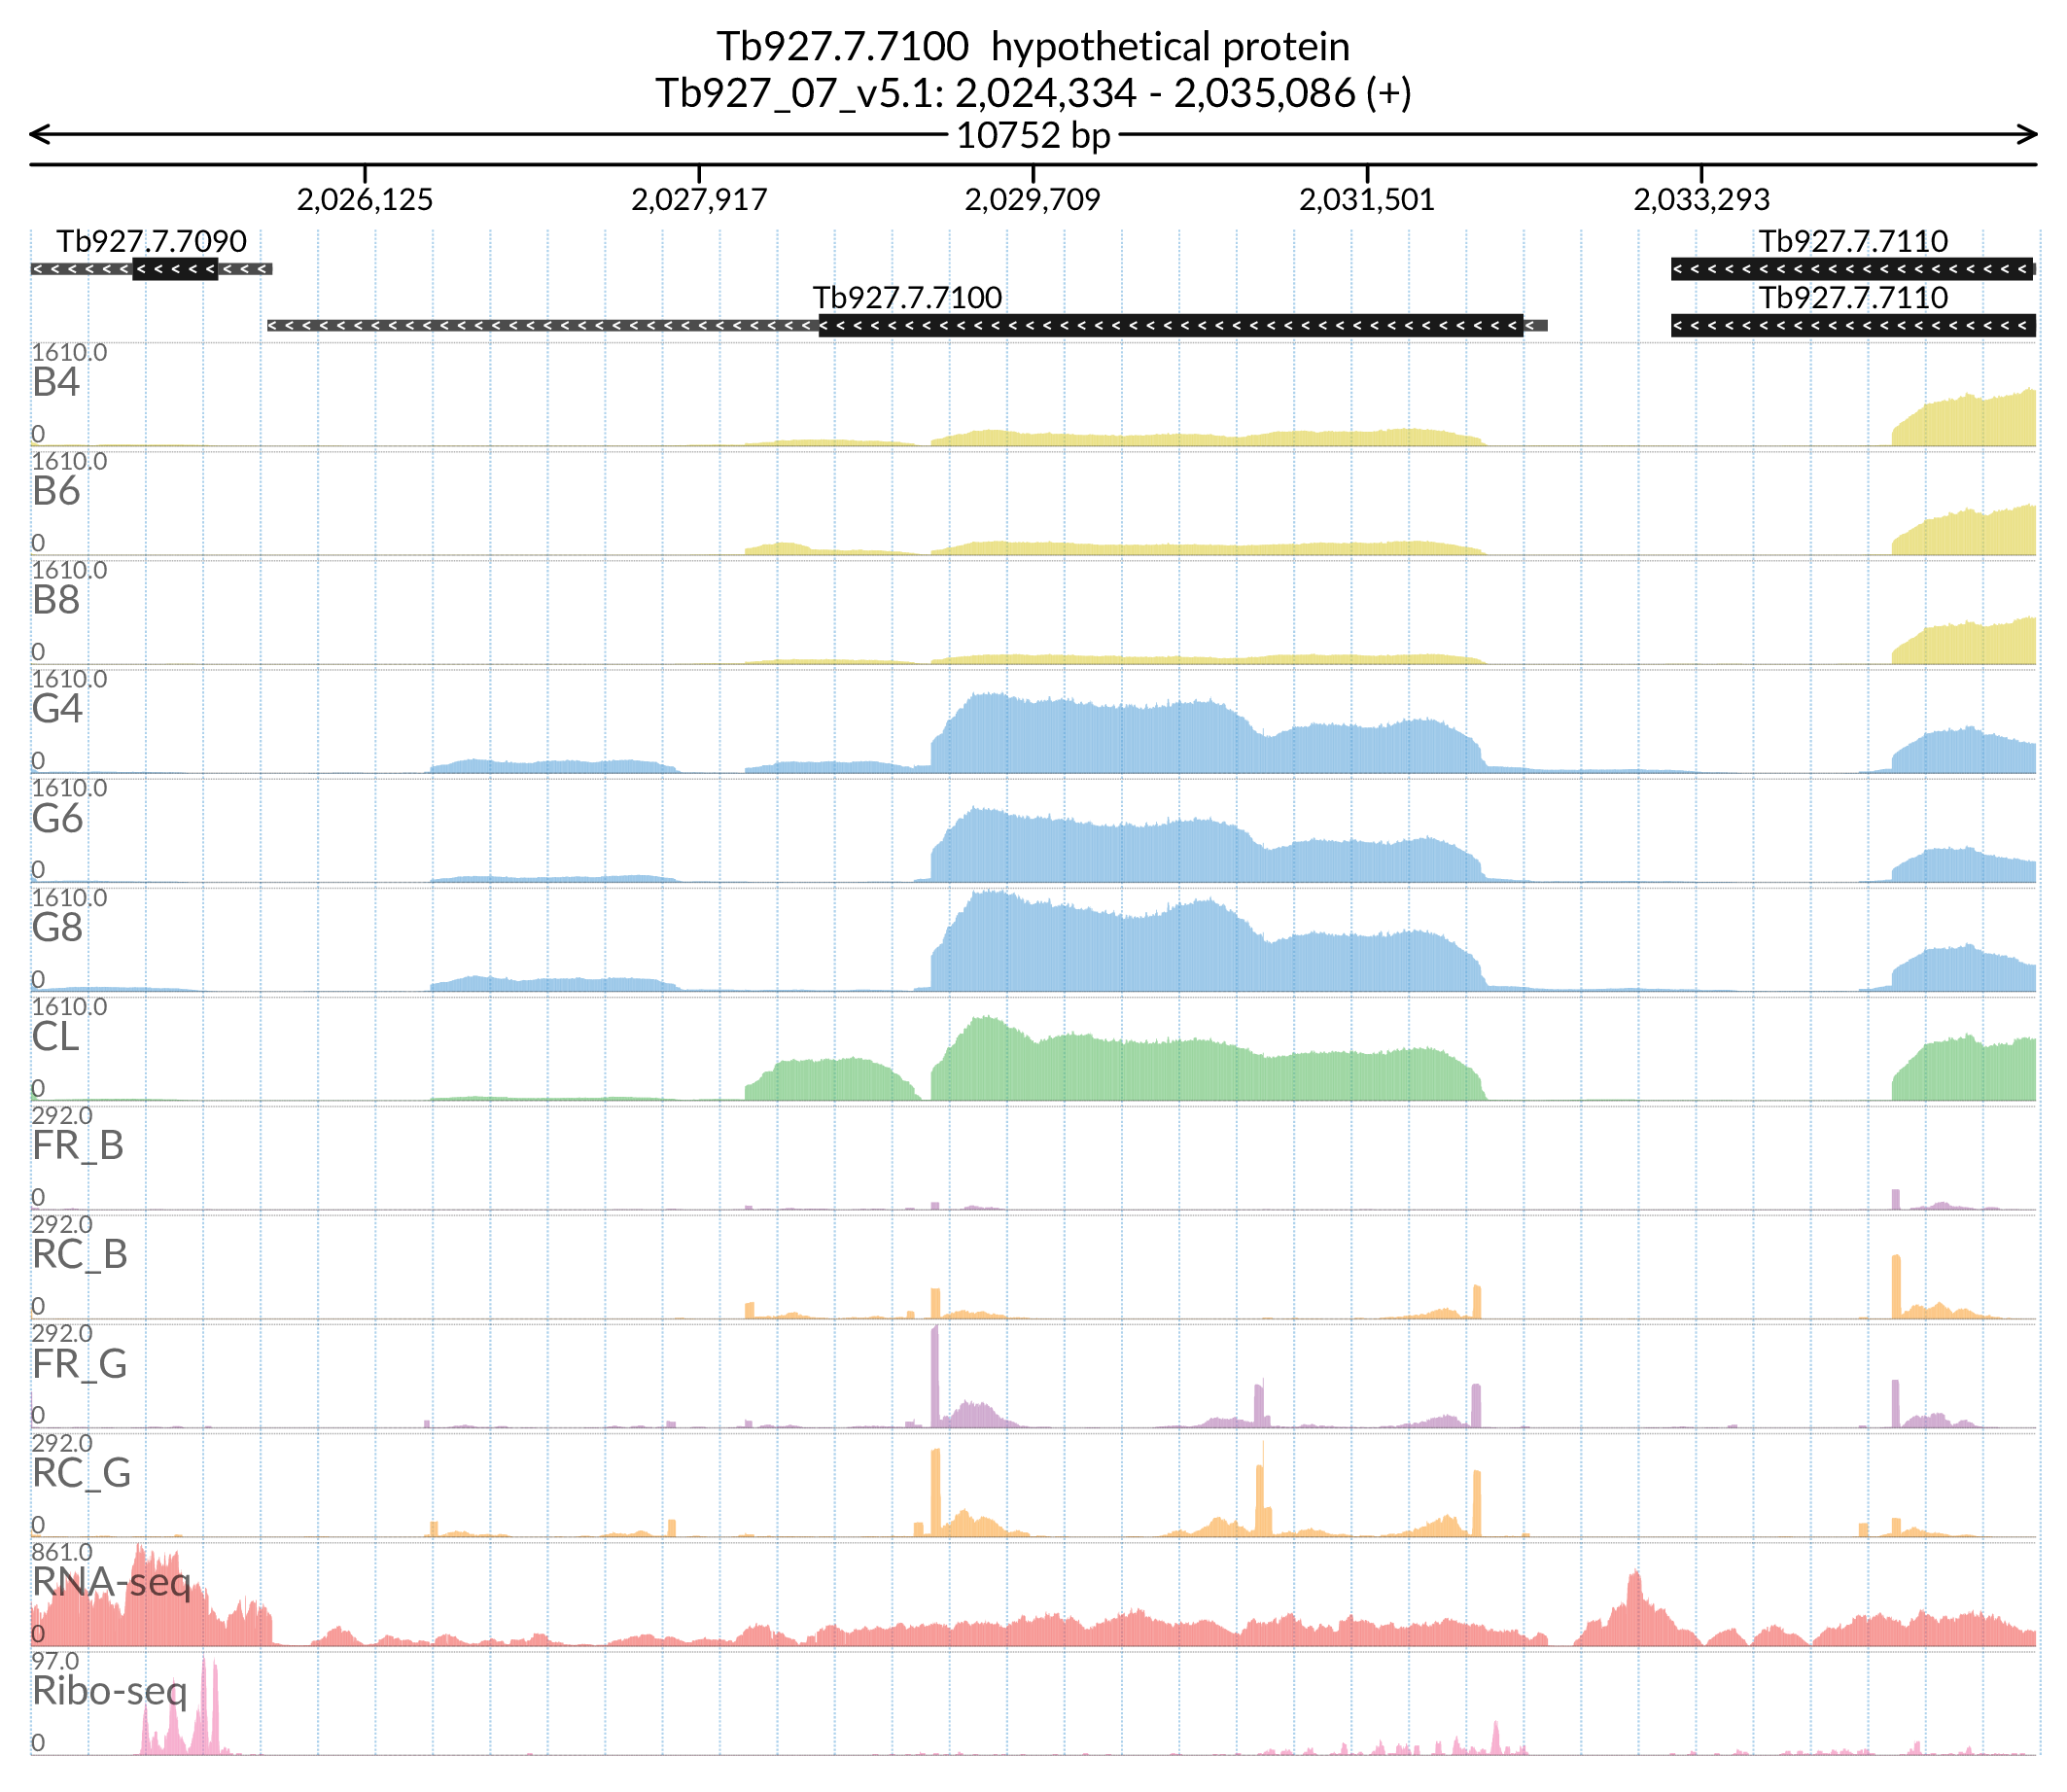 Tb927.7.7100  hypothetical protein
Tb927_07_v5.1: 2,024,334 - 2,035,086 (+)
10752 bp
2,026,125 2,027,917 2,029,709 2,031,501 2,033,293
Tb927.7.7090 Tb927.7.7110
Tb927.7.7100 Tb927.7.7110
1610.0
B4
0
1610.0
B6
0
1610.0
B8
0
1610.0
G4
0
1610.0
G6
0
1610.0
G8
0
1610.0
CL
0
292.0
FR_B
0
292.0
RC_B
0
292.0
FR_G
0
292.0
RC_G
0
861.0
RNA-seq
0
97.0
Ribo-seq
0